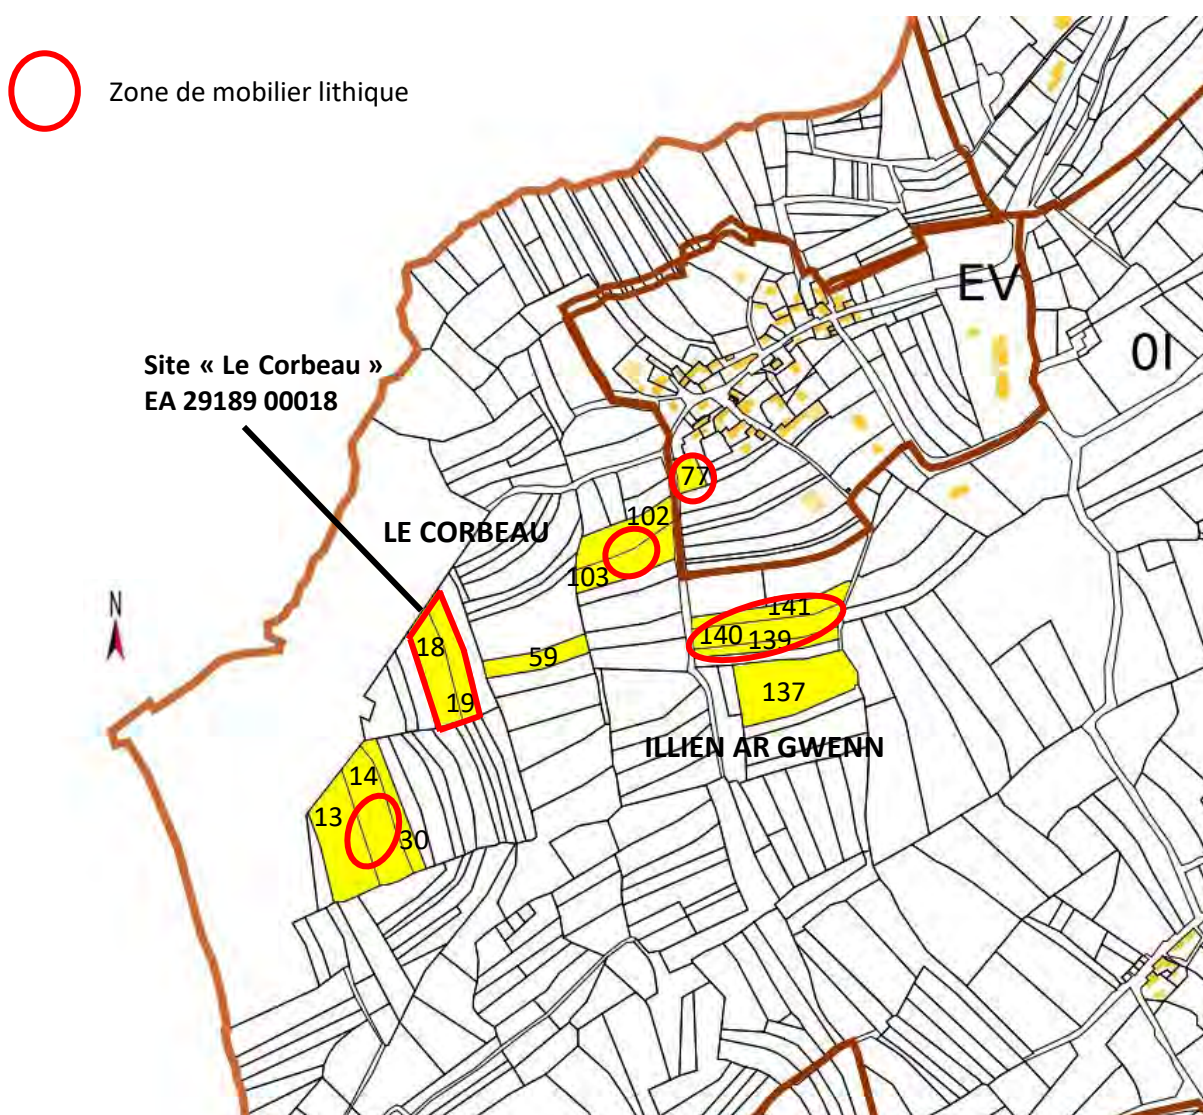 Zone de mobilier lithique
EV
0I
Site « Le Corbeau »
EA 29189 00018
77
102
LE CORBEAU
103
141
140
139
18
59
19
137
N
ILLIEN AR GWENN
14
13
30